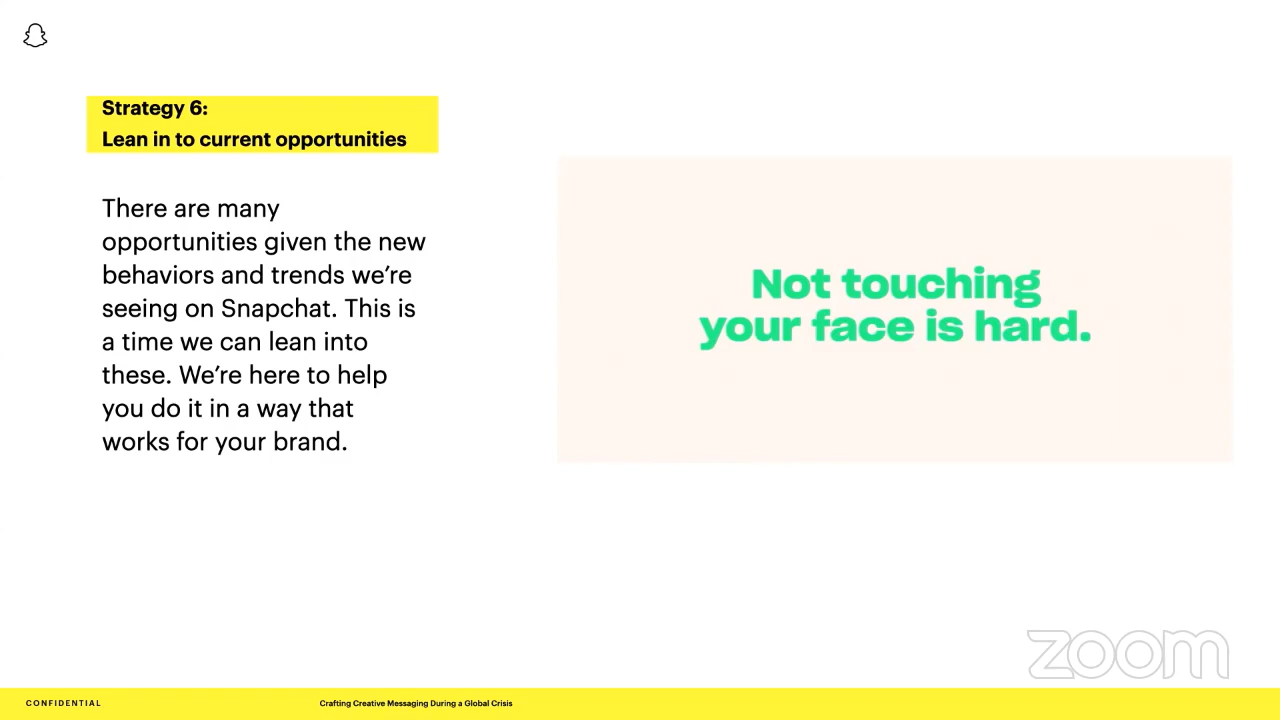 Strategy 6:
Lean in to current opportunities
There are many
opportunities given the new
behaviors and trends we’re
seeing on Snapchat. This is
a time we can lean into
these. We’re here to help
you do it in a way that
works for your brand.
Not touching
your face is hard.
zoom
CONFIDENTIAL
Crafting Creative Messaging During a Global Crisis